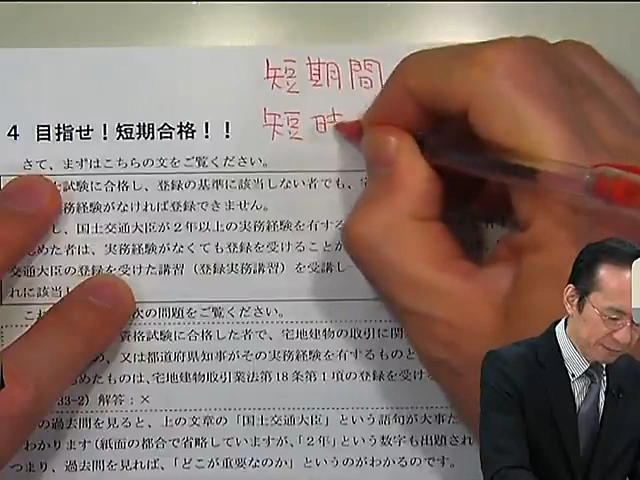 短期間
短時
4 目指せ！短期合格！！
さて、まずはこちらの文をご覧ください。
試験に合格し、登録の基準に該当しない者でも、宅
務経験がなければ登録できません。
し、国土交通大臣が２年以上の実務経験を有する
めた者は、実務経験がなくても登録を受けることが
交通大臣の登録を受けた講習（登録実務講習）を受講し
れに該当し
こ 次の問題をご覧ください。
資格試験に合格した者で、宅地建物の取引に関
の、又は都道府県知事がその実務経験を有するものと
めたものは、宅地建物取引業法第18条第１項の登録を受け
33-2）解答：×
の過去問を見ると、上の文章の「国土交通大臣」という語句が大事だ
わかります（紙面の都合で省略していますが、「２年」という数字も出題され
つまり、過去問を見れば、「どこが重要なのか」というのがわかるのです。